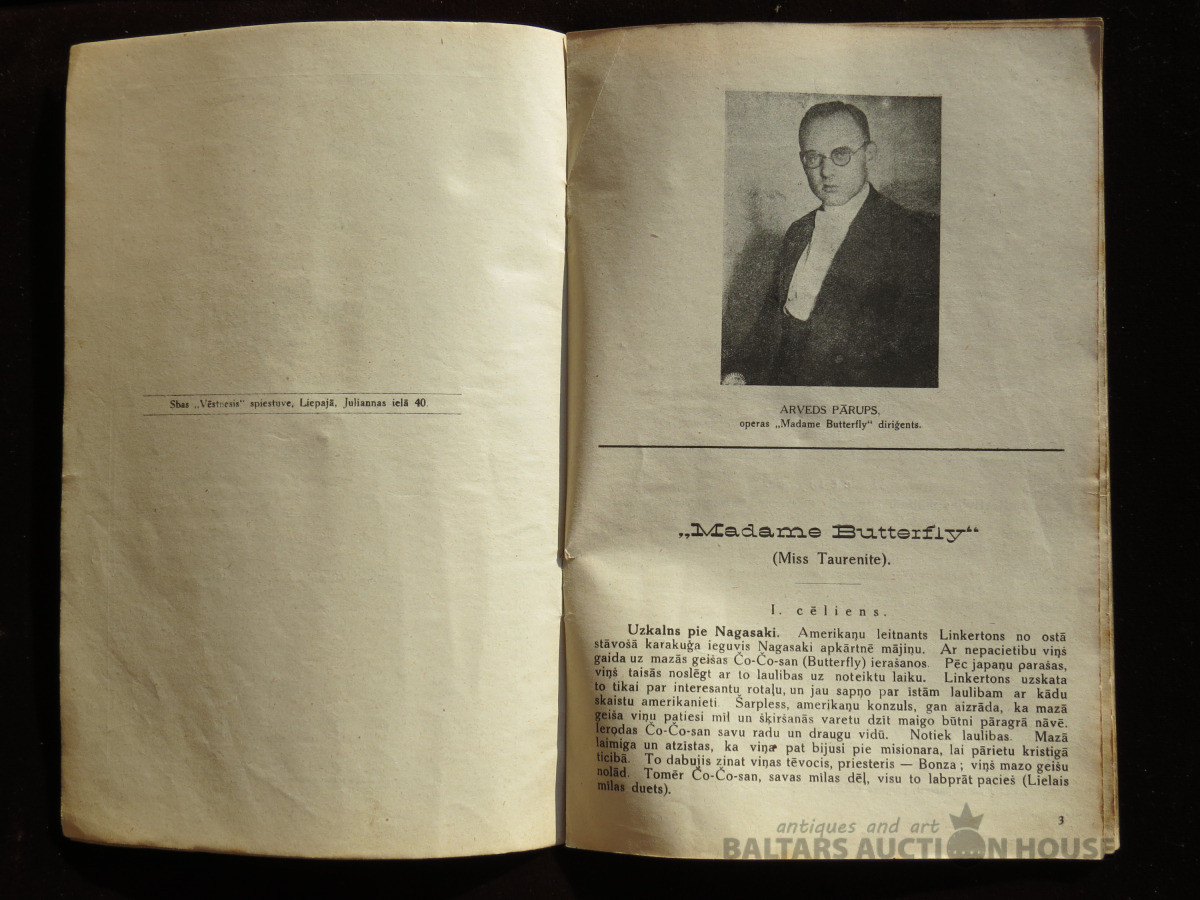 Sbas „Vēstnesis“ spiestuve, Liepajā, Juliannas ielā 40.
ARVEDS PĀRUPS,
operas „Madame Butterfly“ diriģents.
„Madame Butterfly“
(Miss Taurenite).
I. cēliens.
Uzkalns pie Nagasaki. Amerikaņu leitnants Linkertons no ostā
stāvošā karakuģa ieguvis Nagasaki apkārtnē mājiņu. Ar nepacietību viņš
gaida uz mazās geišas Čo-Čo-san (Butterfly) ierašanos. Pēc japaņu parašas,
viņš taisās noslēgt ar to laulibas uz noteiktu laiku. Linkertons uzskata
to tikai par interesantu rotaļu, un jau sapņo par īstām laulibam ar kādu
skaistu amerikanieti. Šarpless, amerikaņu konzuls, gan aizrāda, ka mazā
geiša viņu patiesi mīl un šķiršanās varetu dzīt maigo būtni pāragrā nāvē.
Ierodas Čo-Čo-san savu radu un draugu vidū. Notiek laulibas. Mazā
laimiga un atzīstas, ka viņa pat bijusi pie misionara, lai pārietu kristigā
ticibā. To dabujis zinat viņas tēvocis, priesteris — Bonza; viņš mazo geišu
nolād. Tomēr Čo-Čo-san, savas mīlas dēļ, visu to labprāt pacieš (Lielais
mīlas duets).
3
antiques and art
BALTARS AUCTION HOUSE